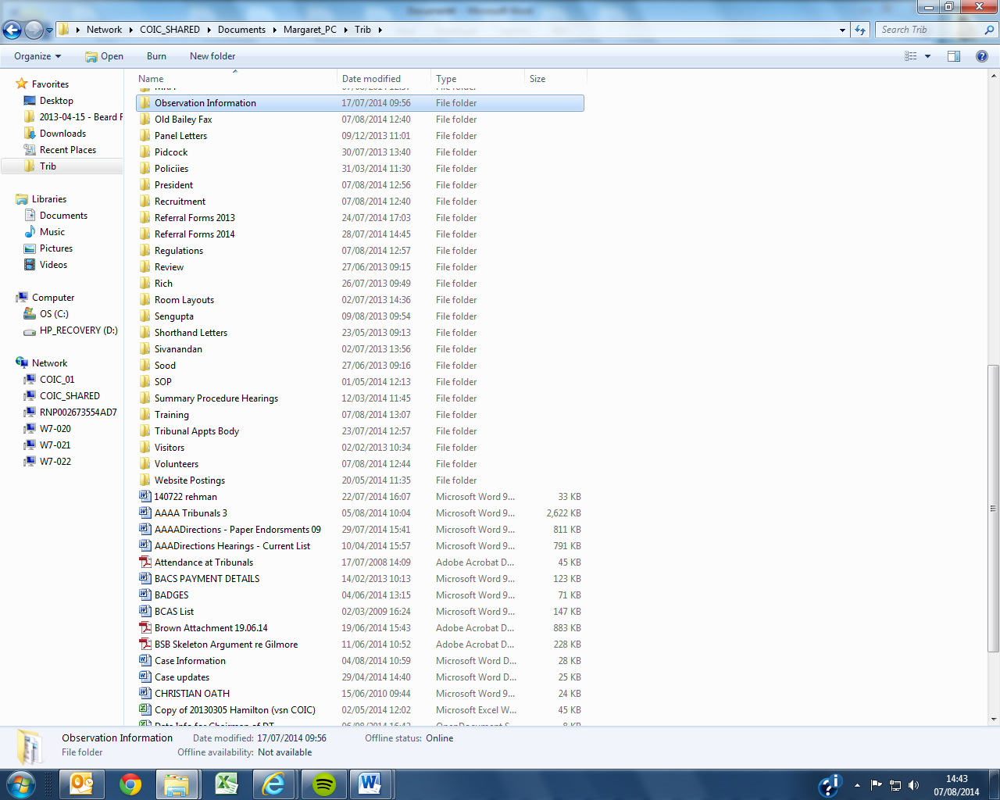 Network COIC_SHARED Documents Margaret_PC Trib
Search Trib
Organize Open Burn New folder
Name Date modified Type Size
Observation Information 17/07/2014 09:56 File folder
Old Bailey Fax 07/08/2014 12:40 File folder
Panel Letters 09/12/2013 11:01 File folder
Pidcock 30/07/2013 13:40 File folder
Policiies 31/03/2014 11:30 File folder
President 07/08/2014 12:56 File folder
Recruitment 07/08/2014 12:40 File folder
Referral Forms 2013 24/07/2014 17:03 File folder
Referral Forms 2014 28/07/2014 14:45 File folder
Regulations 07/08/2014 12:57 File folder
Review 27/06/2013 09:15 File folder
Rich 26/07/2013 09:49 File folder
Room Layouts 02/07/2013 14:36 File folder
Sengupta 09/08/2013 09:54 File folder
Shorthand Letters 23/05/2013 09:13 File folder
Sivanandan 02/07/2013 13:56 File folder
Sood 27/06/2013 09:16 File folder
SOP 01/05/2014 12:13 File folder
Summary Procedure Hearings 12/03/2014 11:45 File folder
Training 07/08/2014 13:07 File folder
Tribunal Appts Body 23/07/2014 12:57 File folder
Visitors 02/02/2013 10:34 File folder
Volunteers 07/08/2014 12:44 File folder
Website Postings 20/05/2014 11:35 File folder
140722 rehman 22/07/2014 16:07 Microsoft Word 9... 33 KB
AAAA Tribunals 3 05/08/2014 10:04 Microsoft Word 9... 2,622 KB
AAAADirections - Paper Endorsments 09 29/07/2014 15:41 Microsoft Word 9... 811 KB
AAADirections Hearings - Current List 10/04/2014 15:57 Microsoft Word 9... 791 KB
Attendance at Tribunals 17/07/2008 14:09 Adobe Acrobat D... 45 KB
BACS PAYMENT DETAILS 14/02/2013 10:13 Microsoft Word 9... 123 KB
BADGES 04/06/2014 13:15 Microsoft Word 9... 71 KB
BCAS List 02/03/2009 16:24 Microsoft Word 9... 147 KB
Brown Attachment 19.06.14 19/06/2014 15:43 Adobe Acrobat D... 883 KB
BSB Skeleton Argument re Gilmore 11/06/2014 10:52 Adobe Acrobat D... 228 KB
Case Information 04/08/2014 10:59 Microsoft Word D... 28 KB
Case updates 29/04/2014 14:40 Microsoft Word D... 25 KB
CHRISTIAN OATH 15/06/2010 09:44 Microsoft Word 9... 24 KB
Copy of 20130305 Hamilton (vsn COIC) 02/05/2014 12:02 Microsoft Excel W... 45 KB
Favorites
Desktop
2013-04-15 - Beard
Downloads
Recent Places
Trib
Libraries
Documents
Music
Pictures
Videos
Computer
OS (C:)
HP_RECOVERY (D:)
Network
COIC_01
COIC_SHARED
RNP002673554AD7
W7-020
W7-021
W7-022
Observation Information Date modified: 17/07/2014 09:56 Offline status: Online
File folder Offline availability: Not available
14:43
07/08/2014